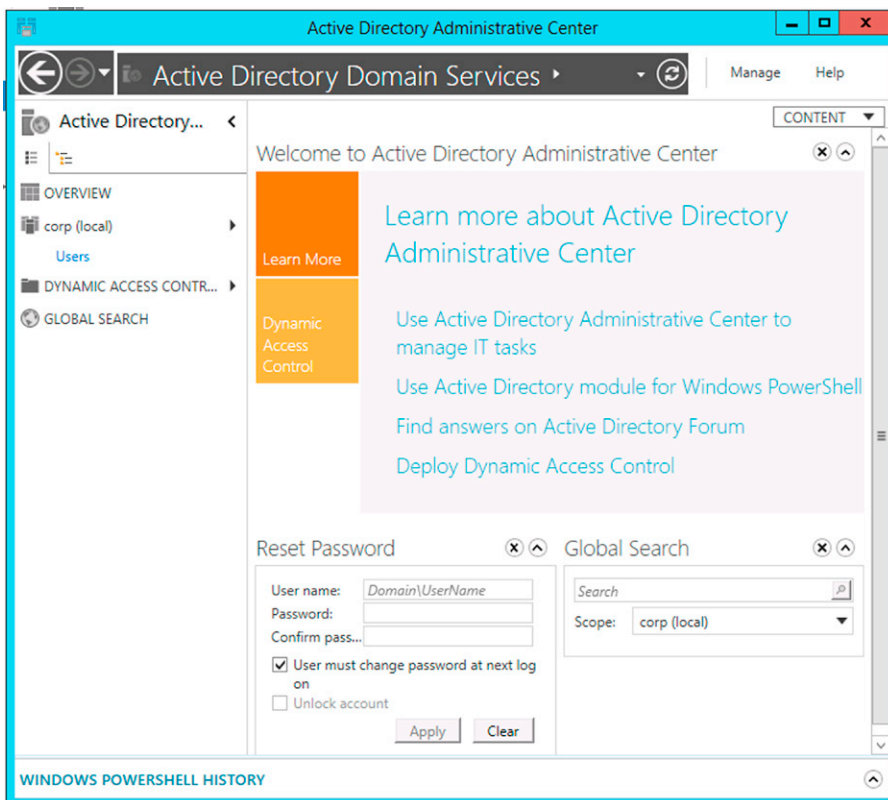 Active Directory Administrative Center
Active Directory Domain Services
Manage
Help
Active Directory...
CONTENT
OVERVIEW
corp (local)
Users
DYNAMIC ACCESS CONTR...
GLOBAL SEARCH
Welcome to Active Directory Administrative Center
Learn More
Dynamic
Access
Control
Learn more about Active Directory
Administrative Center
Use Active Directory Administrative Center to
manage IT tasks
Use Active Directory module for Windows PowerShell
Find answers on Active Directory Forum
Deploy Dynamic Access Control
Reset Password
User name:
Domain\UserName
Password:
Confirm pass...
User must change password at next log
on
Unlock account
Apply
Clear
Global Search
Search
Scope:
corp (local)
WINDOWS POWERSHELL HISTORY